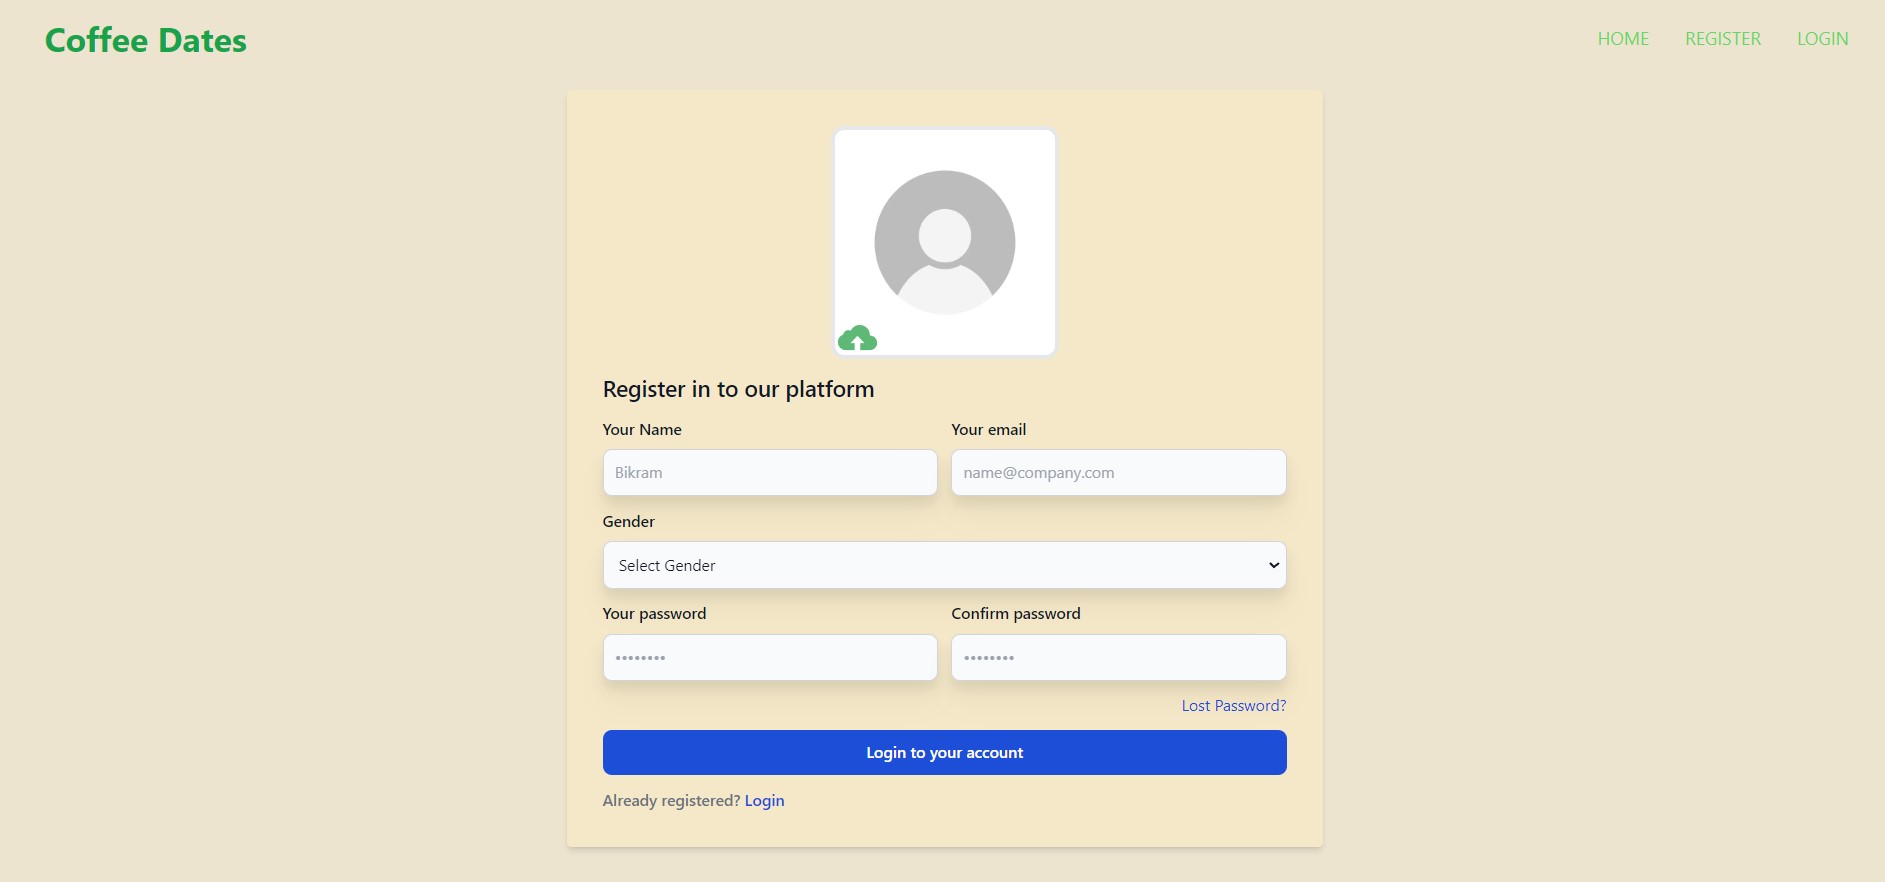 Coffee Dates
HOME REGISTER LOGIN
Register in to our platform
Your Name
Bikram
Your email
name@company.com
Gender
Select Gender
Your password
••••••••
Confirm password
••••••••
Lost Password?
Login to your account
Already registered? Login